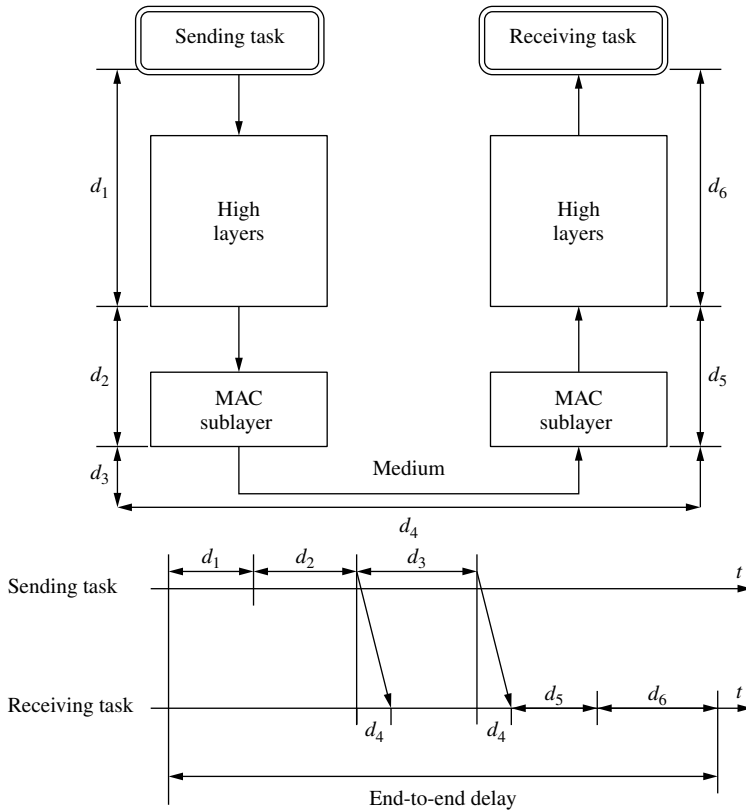 Sending task
Receiving task
d1
High
layers
High
layers
d6
d2
MAC
sublayer
MAC
sublayer
d5
d3
Medium
d4
d1
d2
d3
Sending task
t
Receiving task
d4
d4
d5
d6
t
End-to-end delay